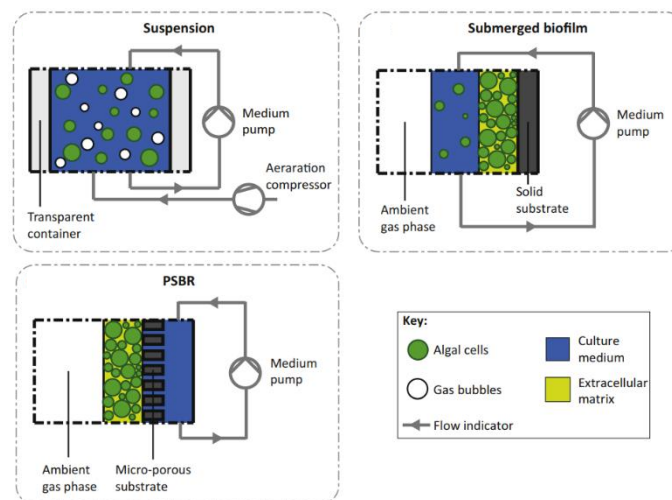 Suspension
Medium
pump
Aeraration
compressor
Transparent
container
Submerged biofilm
Medium
pump
Ambient
gas phase
Solid
substrate
PSBR
Medium
pump
Ambient
gas phase
Micro-porous
substrate
Key:
Algal cells
Culture
medium
Gas bubbles
Extracellular
matrix
Flow indicator